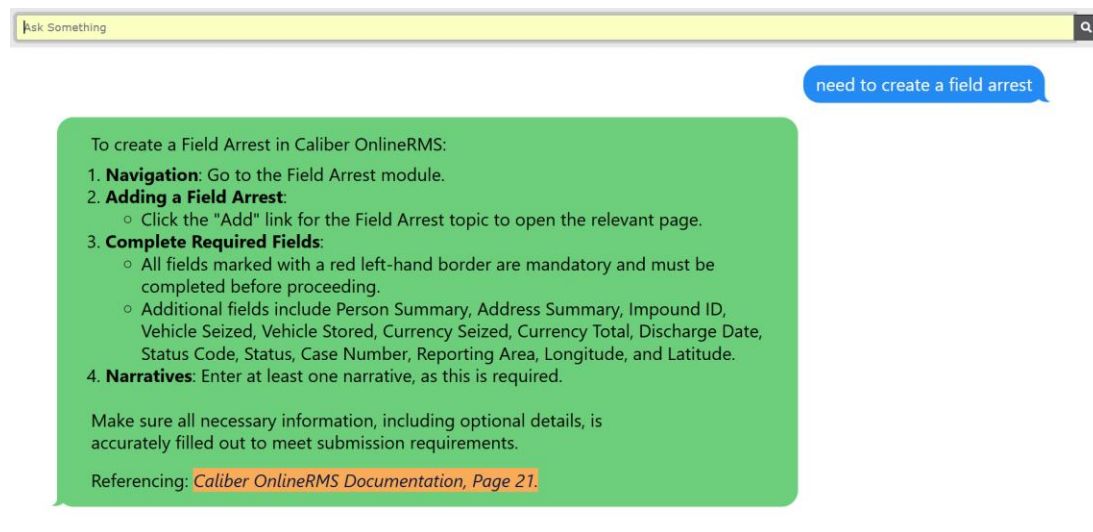 Ask Something
need to create a field arrest
To create a Field Arrest in Caliber OnlineRMS:
1. Navigation: Go to the Field Arrest module.
2. Adding a Field Arrest:
○ Click the "Add" link for the Field Arrest topic to open the relevant page.
3. Complete Required Fields:
○ All fields marked with a red left-hand border are mandatory and must be
completed before proceeding.
○ Additional fields include Person Summary, Address Summary, Impound ID,
Vehicle Seized, Vehicle Stored, Currency Seized, Currency Total, Discharge Date,
Status Code, Status, Case Number, Reporting Area, Longitude, and Latitude.
4. Narratives: Enter at least one narrative, as this is required.
Make sure all necessary information, including optional details, is
accurately filled out to meet submission requirements.
Referencing: Caliber OnlineRMS Documentation, Page 21.